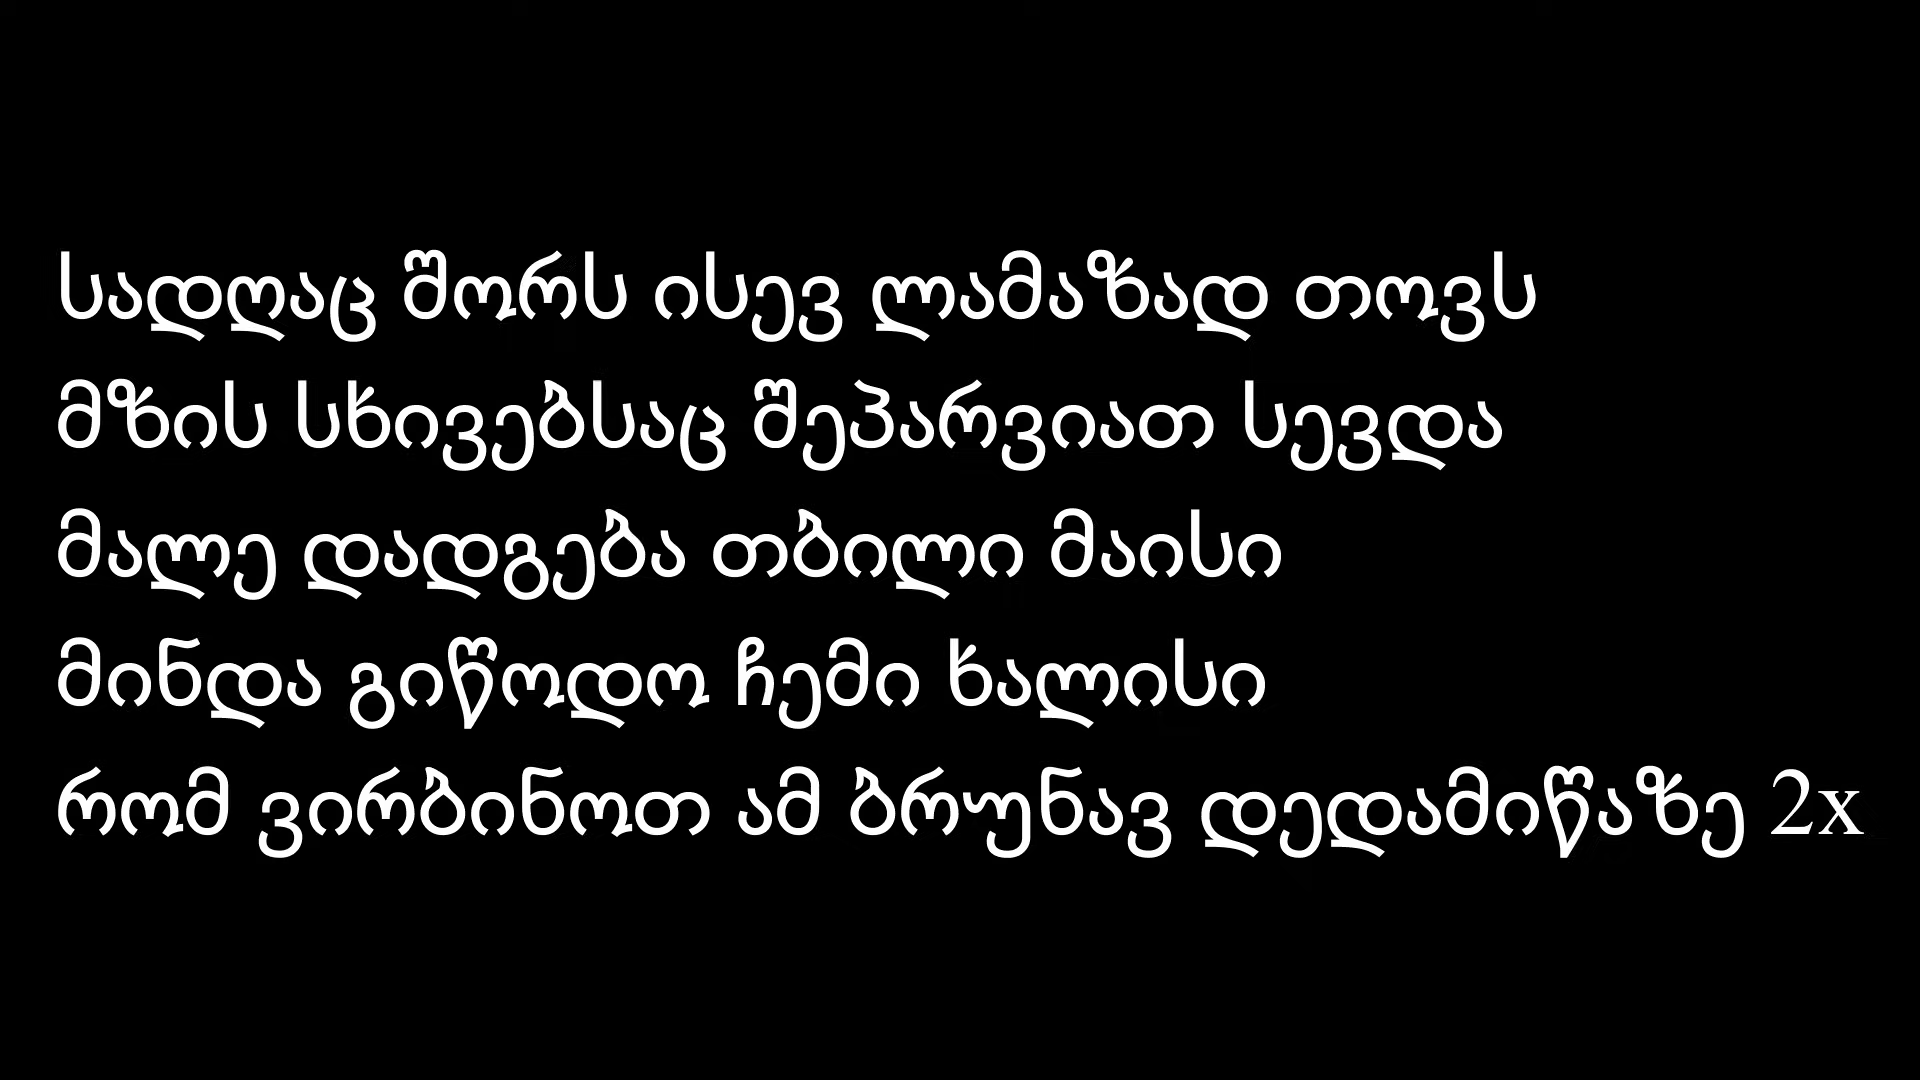 სადღაც შორს ისევ ლამაზად თოვს
მზის სხივებსაც შეპარვიათ სევდა
მალე დადგება თბილი მაისი
მინდა გიწოდო ჩემი ხალისი
რომ ვირბინოთ ამ ბრუნავ დედამიწაზე 2x